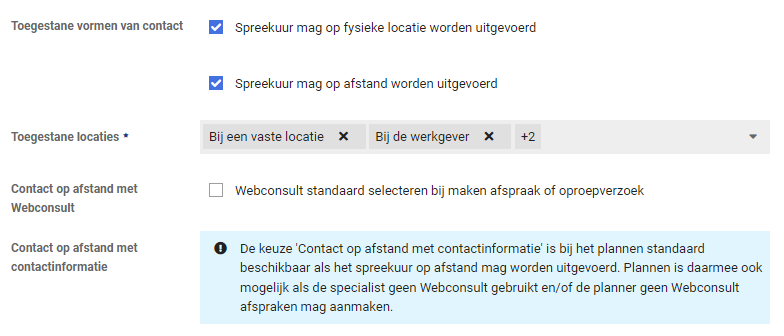 Toegestane vormen van contact
Spreekuur mag op fysieke locatie worden uitgevoerd
Spreekuur mag op afstand worden uitgevoerd
Toegestane locaties *
Bij een vaste locatie ✕ Bij de werkgever ✕ +2
Contact op afstand met
Webconsult
Webconsult standaard selecteren bij maken afspraak of oproepverzoek
Contact op afstand met
contactinformatie
De keuze 'Contact op afstand met contactinformatie' is bij het plannen standaard
beschikbaar als het spreekuur op afstand mag worden uitgevoerd. Plannen is daarmee ook
mogelijk als de specialist geen Webconsult gebruikt en/of de planner geen Webconsult
afspraken mag aanmaken.